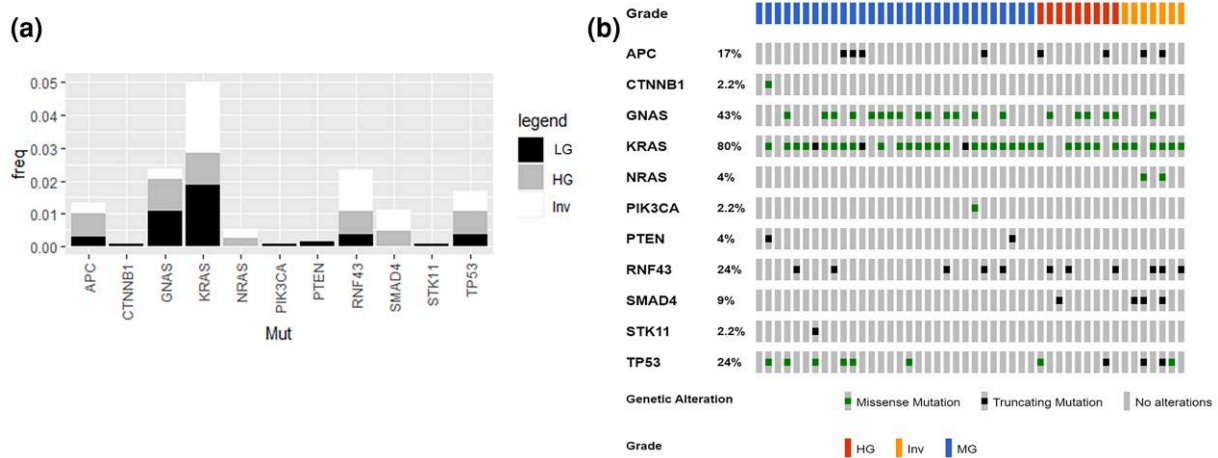 (a)
0.05
0.04
0.03
0.02
0.01
0.00
freq
APC
CTNNB1
GNAS
KRAS
NRAS
PIK3CA
PTEN
RNF43
SMAD4
STK11
TP53
Mut
legend
LG
HG
Inv
(b)
Grade
APC 17%
CTNNB1 2.2%
GNAS 43%
KRAS 80%
NRAS 4%
PIK3CA 2.2%
PTEN 4%
RNF43 24%
SMAD4 9%
STK11 2.2%
TP53 24%
Genetic Alteration Missense Mutation Truncating Mutation No alterations
Grade HG Inv MG